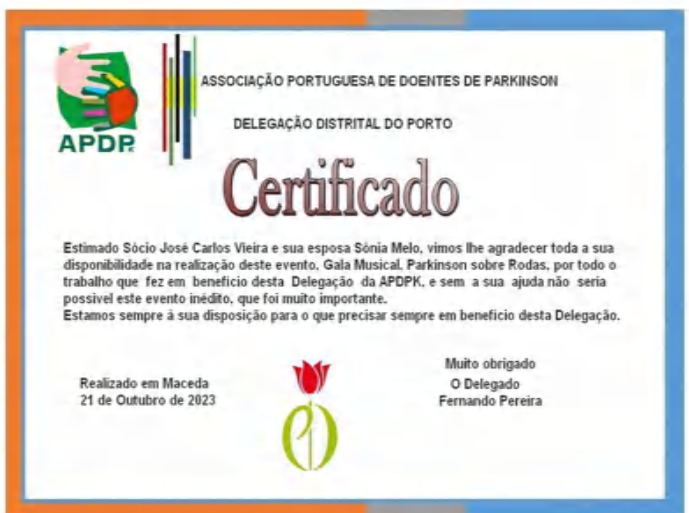 ASSOCIAÇÃO PORTUGUESA DE DOENTES DE PARKINSON
DELEGAÇÃO DISTRITAL DO PORTO
APDPK
Certificado
Estimado Sócio José Carlos Vieira e sua esposa Sónia Melo, vimos lhe agradecer toda a sua
disponibilidade na realização deste evento, Gala Musical, Parkinson sobre Rodas, por todo o
trabalho que fez em beneficio desta Delegação da APDPK, e sem a sua ajuda não seria
possivel este evento inédito, que foi muito importante.
Estamos sempre à sua disposição para o que precisar sempre em beneficio desta Delegação.
Realizado em Maceda
21 de Outubro de 2023
Muito obrigado
O Delegado
Fernando Pereira